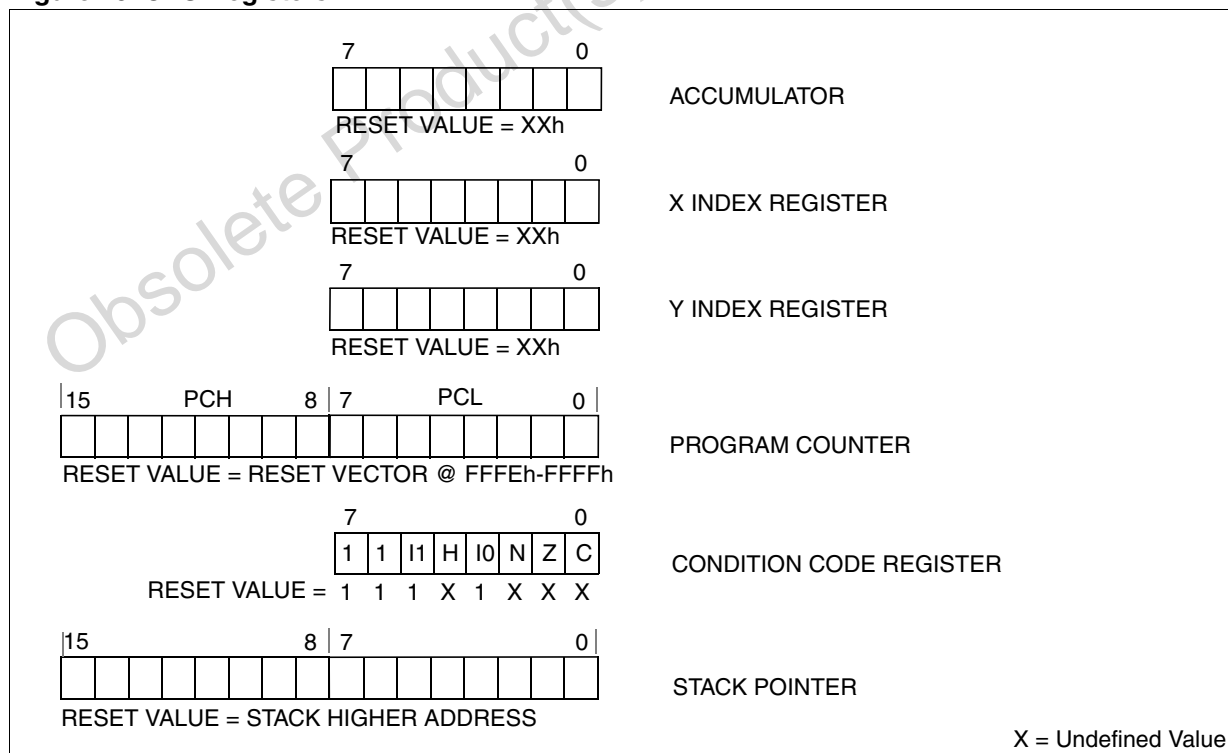 7 0
ACCUMULATOR
RESET VALUE = XXh
7 0
X INDEX REGISTER
RESET VALUE = XXh
7 0
Y INDEX REGISTER
RESET VALUE = XXh
15 PCH 8 7 PCL 0
PROGRAM COUNTER
RESET VALUE = RESET VECTOR @ FFFEh-FFFFh
7 0
1 1 I1 H I0 N Z C
CONDITION CODE REGISTER
RESET VALUE = 1 1 1 X 1 X X X
15 8 7 0
STACK POINTER
RESET VALUE = STACK HIGHER ADDRESS
X = Undefined Value
Obsolete Product(s)